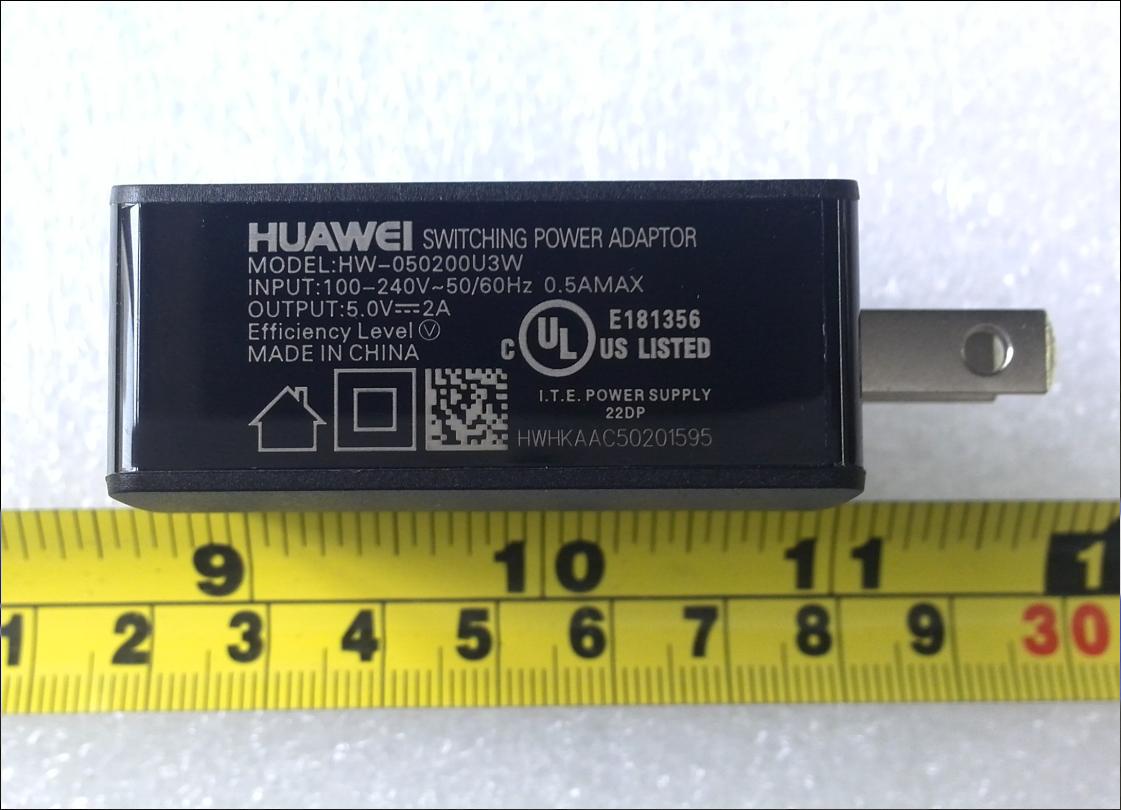 HUAWEI SWITCHING POWER ADAPTOR
MODEL:HW-050200U3W
INPUT:100-240V~50/60Hz 0.5AMAX
OUTPUT:5.0V⎓2A
Efficiency Level Ⓥ
MADE IN CHINA
C UL US LISTED
E181356
I.T.E. POWER SUPPLY
22DP
HWHKAAC50201595
9 10 11 1
1 2 3 4 5 6 7 8 9 30